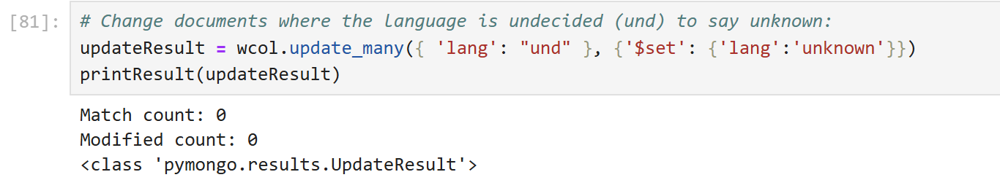 [81]: # Change documents where the language is undecided (und) to say unknown:
updateResult = wcol.update_many({ 'lang': "und" }, {'$set': {'lang':'unknown'}})
printResult(updateResult)
Match count: 0
Modified count: 0
<class 'pymongo.results.UpdateResult'>